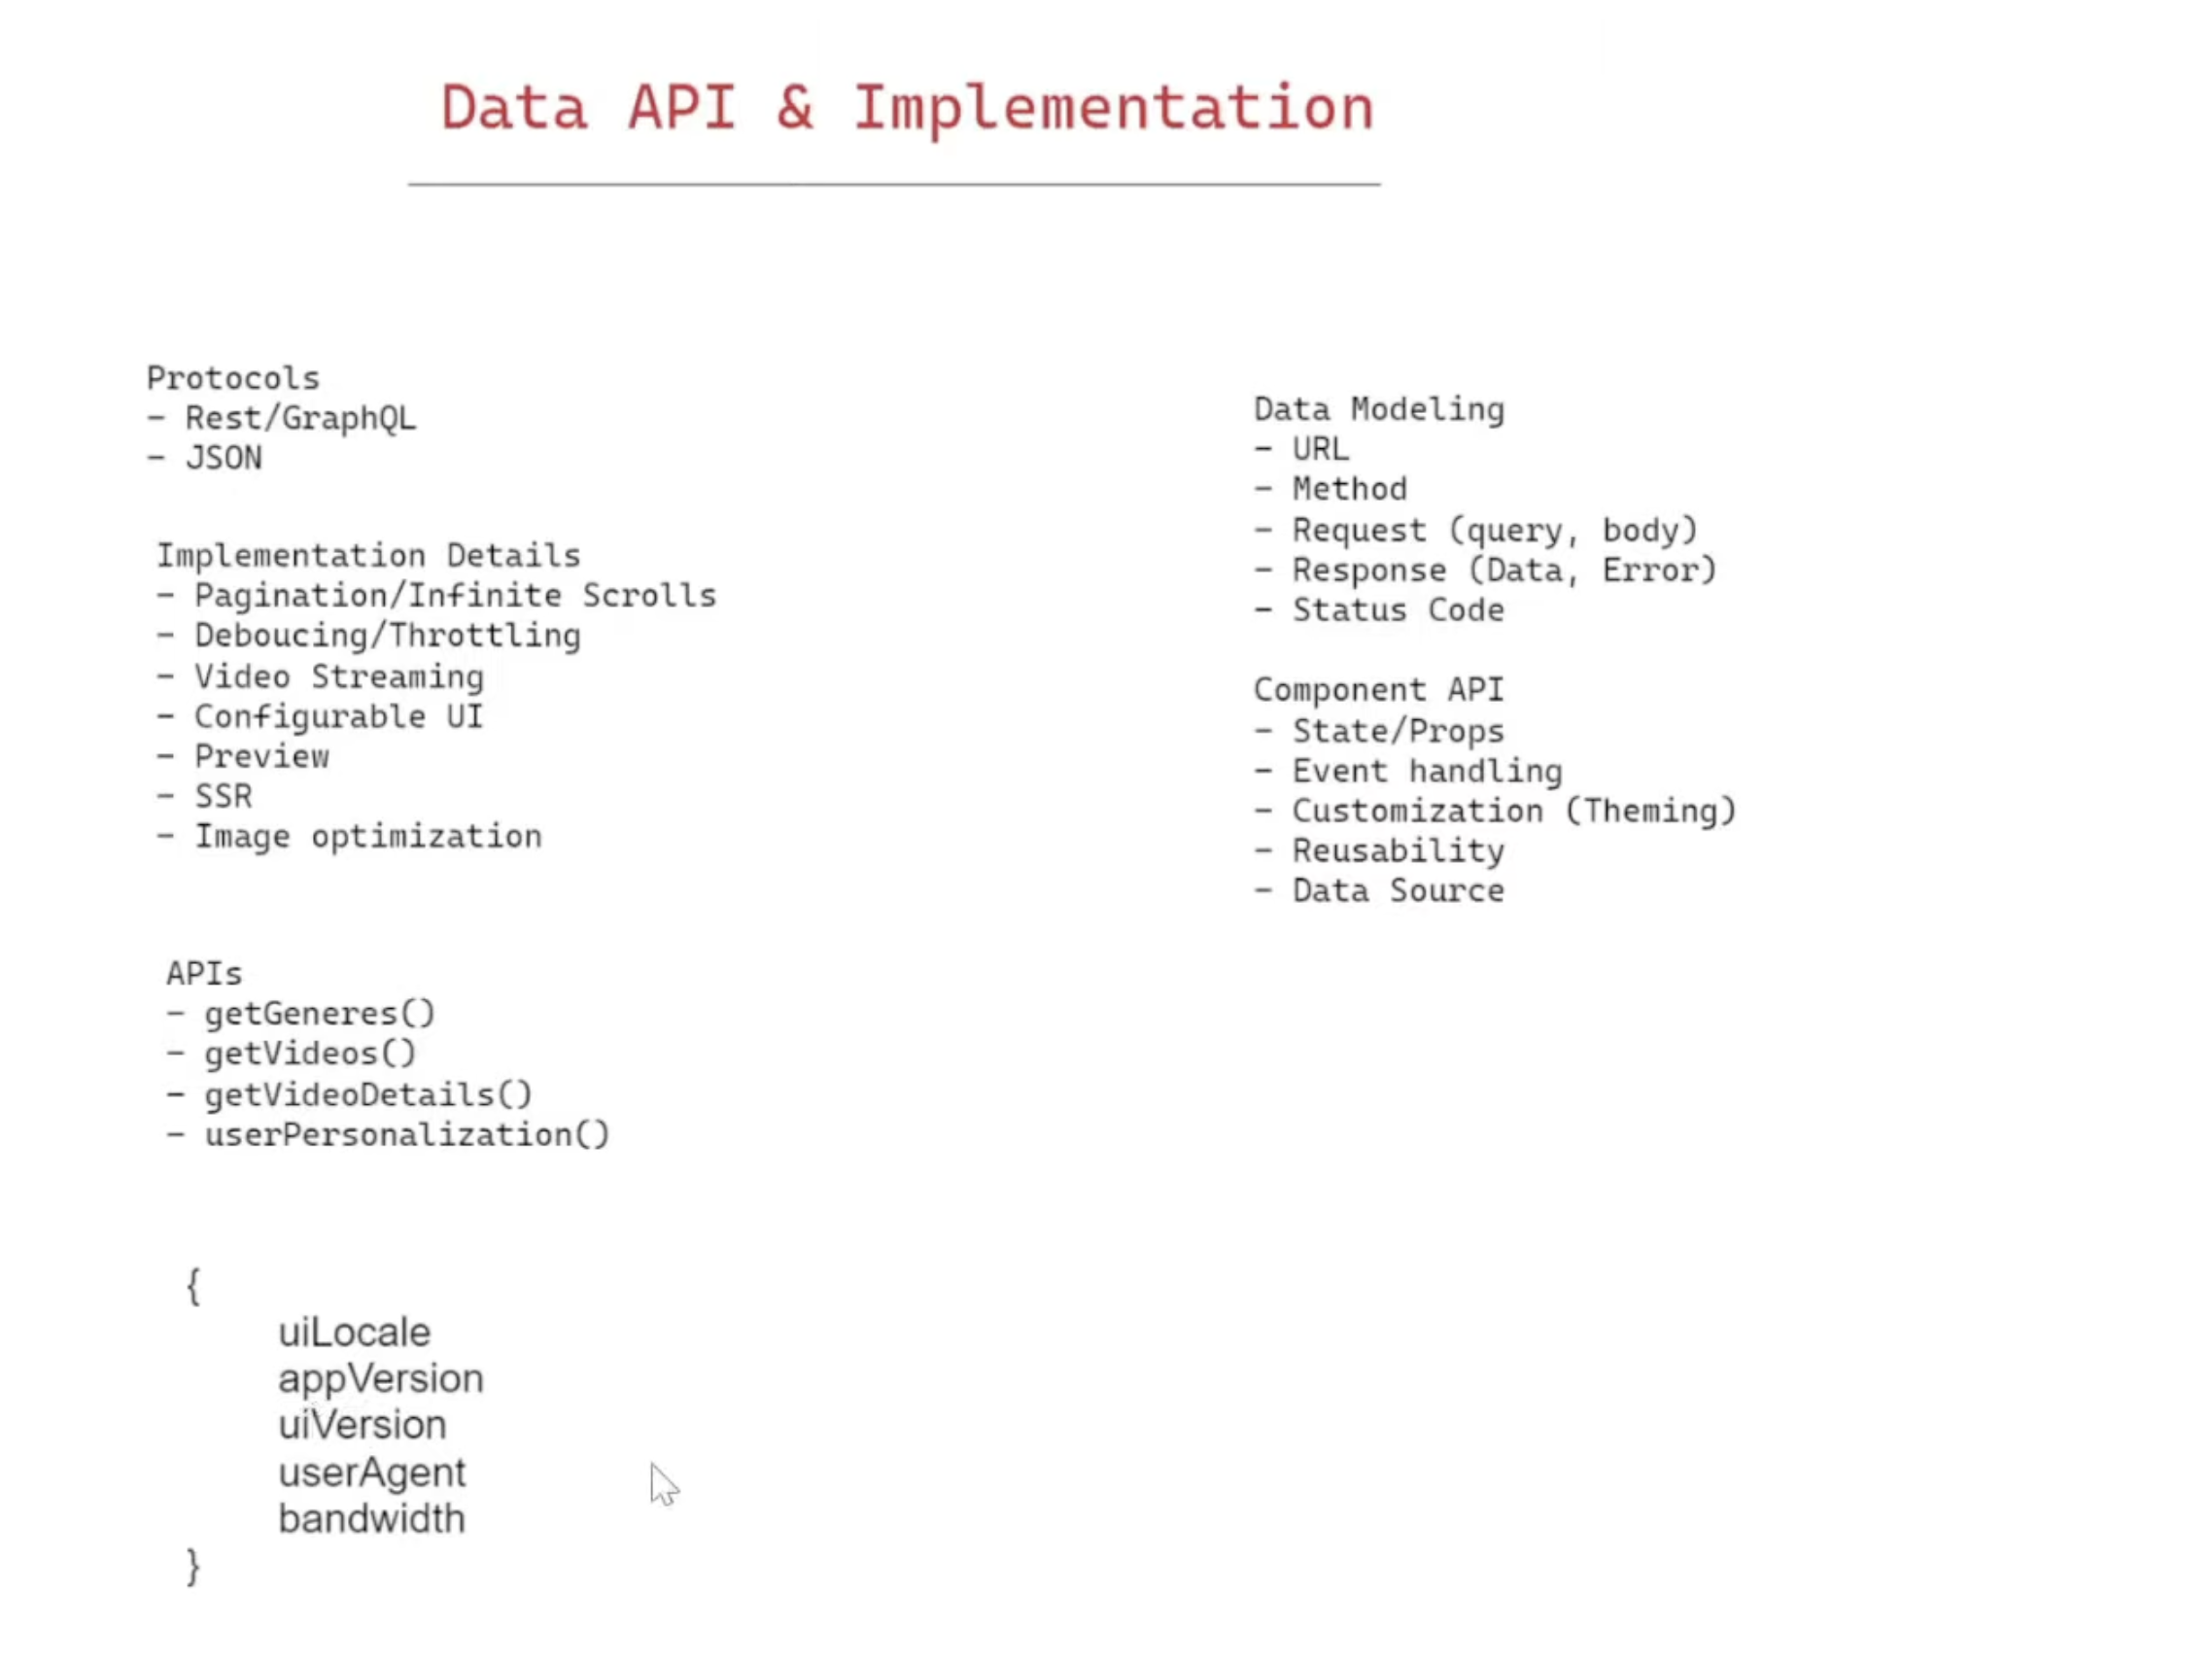 Data API & Implementation
Protocols
- Rest/GraphQL
- JSON
Implementation Details
- Pagination/Infinite Scrolls
- Deboucing/Throttling
- Video Streaming
- Configurable UI
- Preview
- SSR
- Image optimization
APIs
- getGeneres()
- getVideos()
- getVideoDetails()
- userPersonalization()
{
uiLocale
appVersion
uiVersion
userAgent
bandwidth
}
Data Modeling
- URL
- Method
- Request (query, body)
- Response (Data, Error)
- Status Code
Component API
- State/Props
- Event handling
- Customization (Theming)
- Reusability
- Data Source